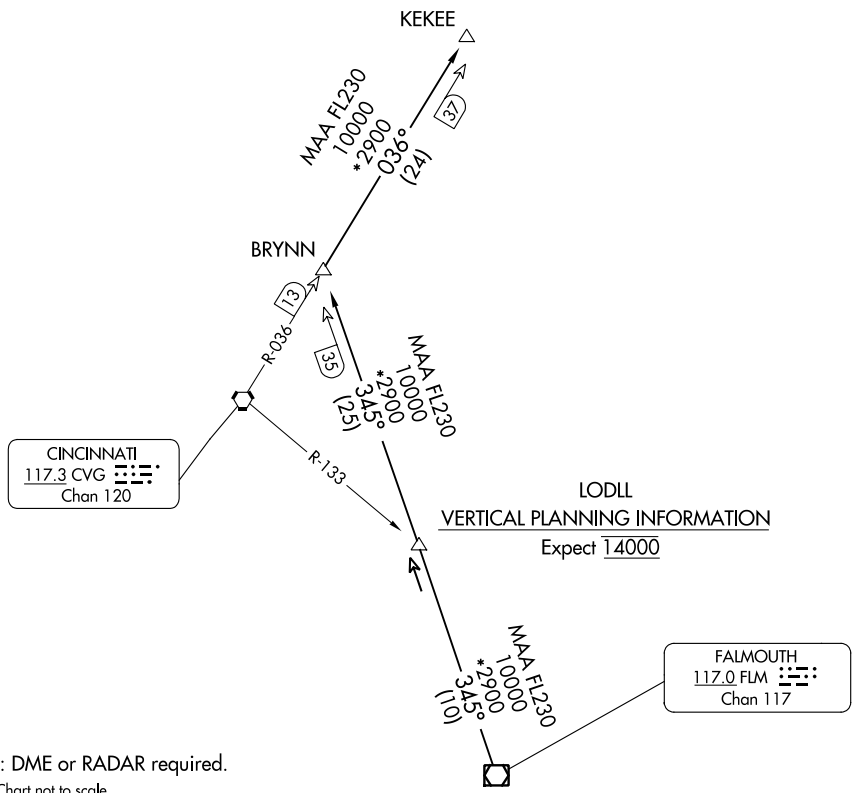 KEKEE
MAA FL230
10000
*2900
036°
(24)
37
BRYNN
13
R-036
35
MAA FL230
10000
*2900
345°
(25)
CINCINNATI
117.3 CVG
Chan 120
R-133
LODLL
VERTICAL PLANNING INFORMATION
Expect 14000
MAA FL230
10000
*2900
345°
(10)
FALMOUTH
117.0 FLM
Chan 117
: DME or RADAR required.
Chart not to scale